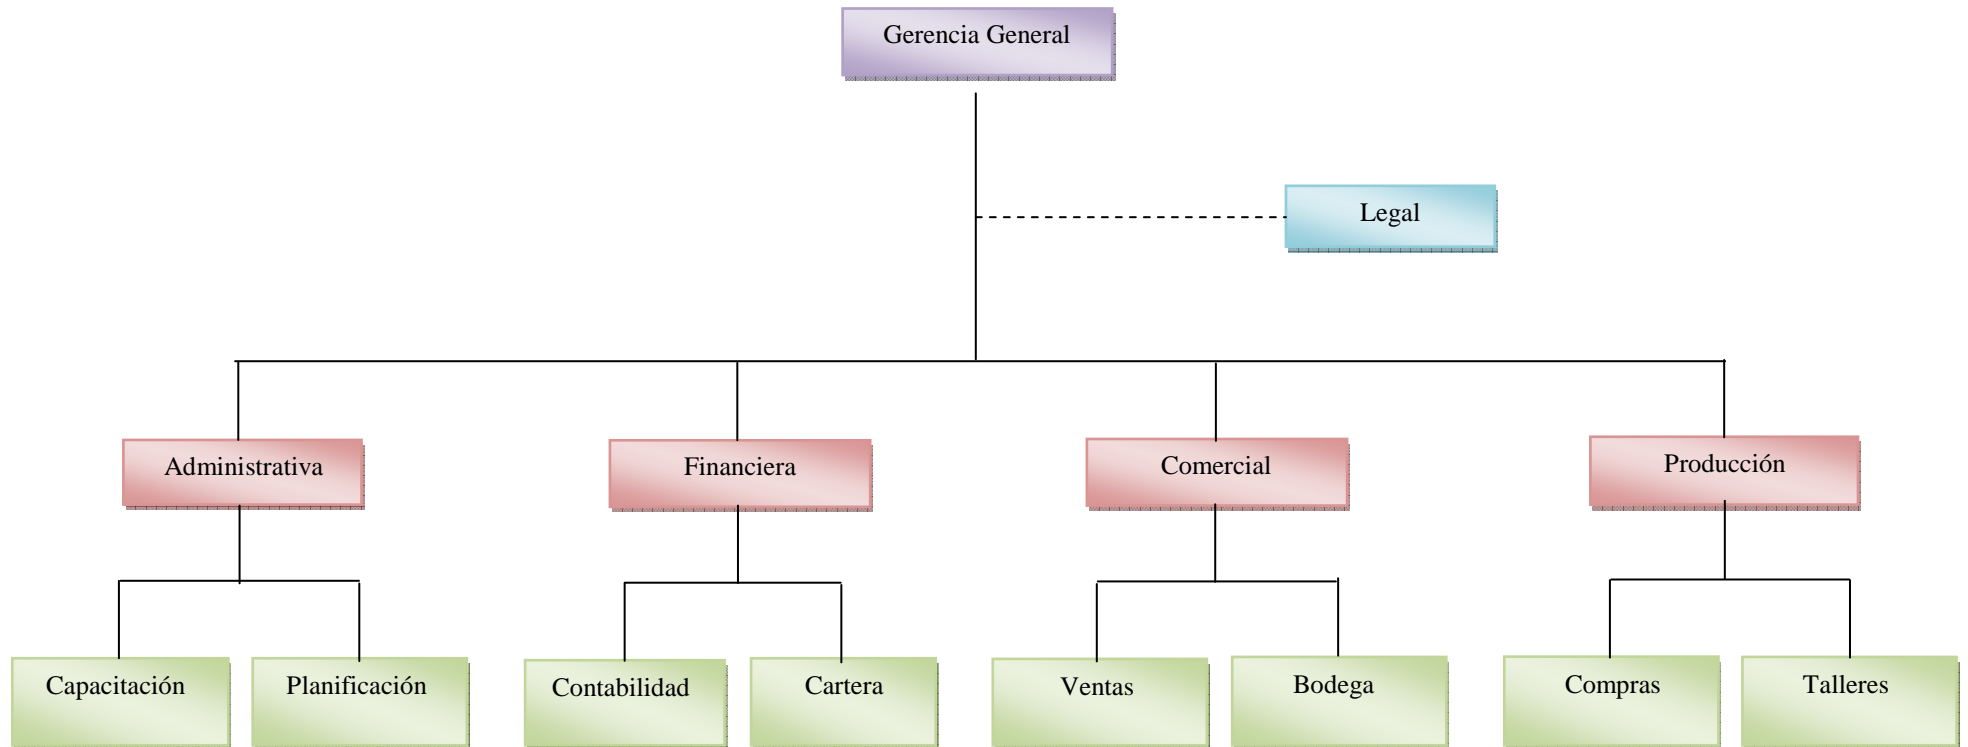 Gerencia General
Legal
Administrativa
Financiera
Comercial
Producción
Capacitación
Planificación
Contabilidad
Cartera
Ventas
Bodega
Compras
Talleres